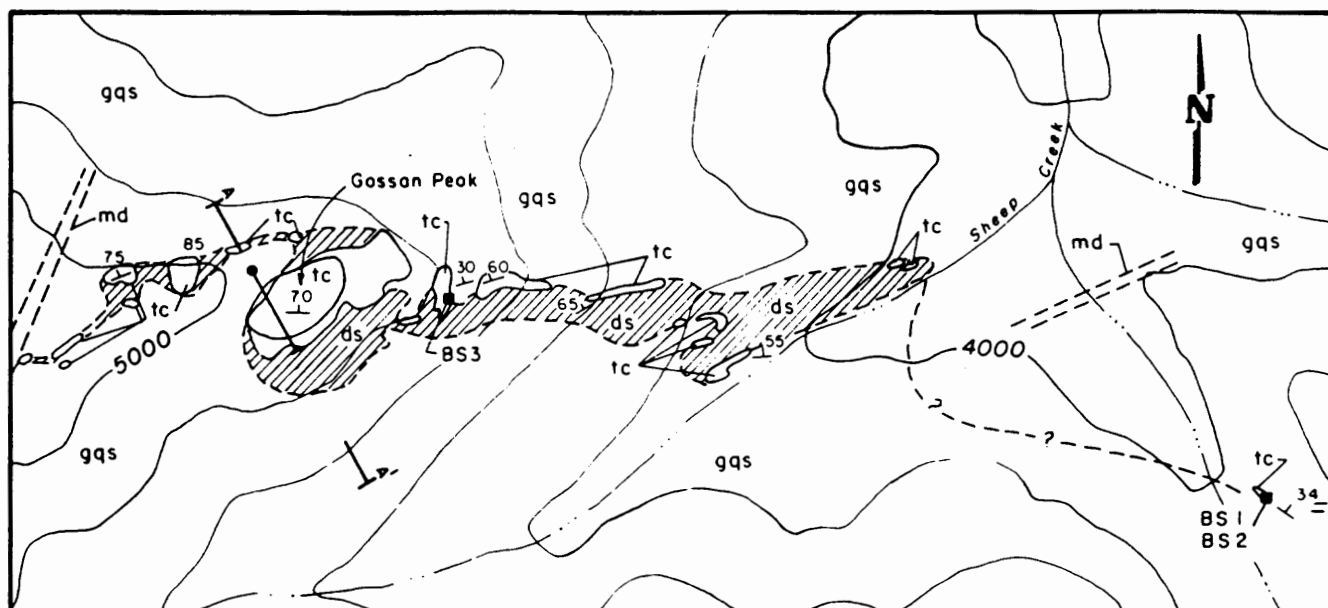 gqs
N
Gossan Peak
gqs
gqs
Sheep Creek
md
A
tc
tc
gqs
85
75
tc
tc
30
60
tc
md
70
65
ds
ds
ds
tc
5000
BS3
tc
55
4000
gqs
gqs
?
?
A'
tc
34
BS1
BS2